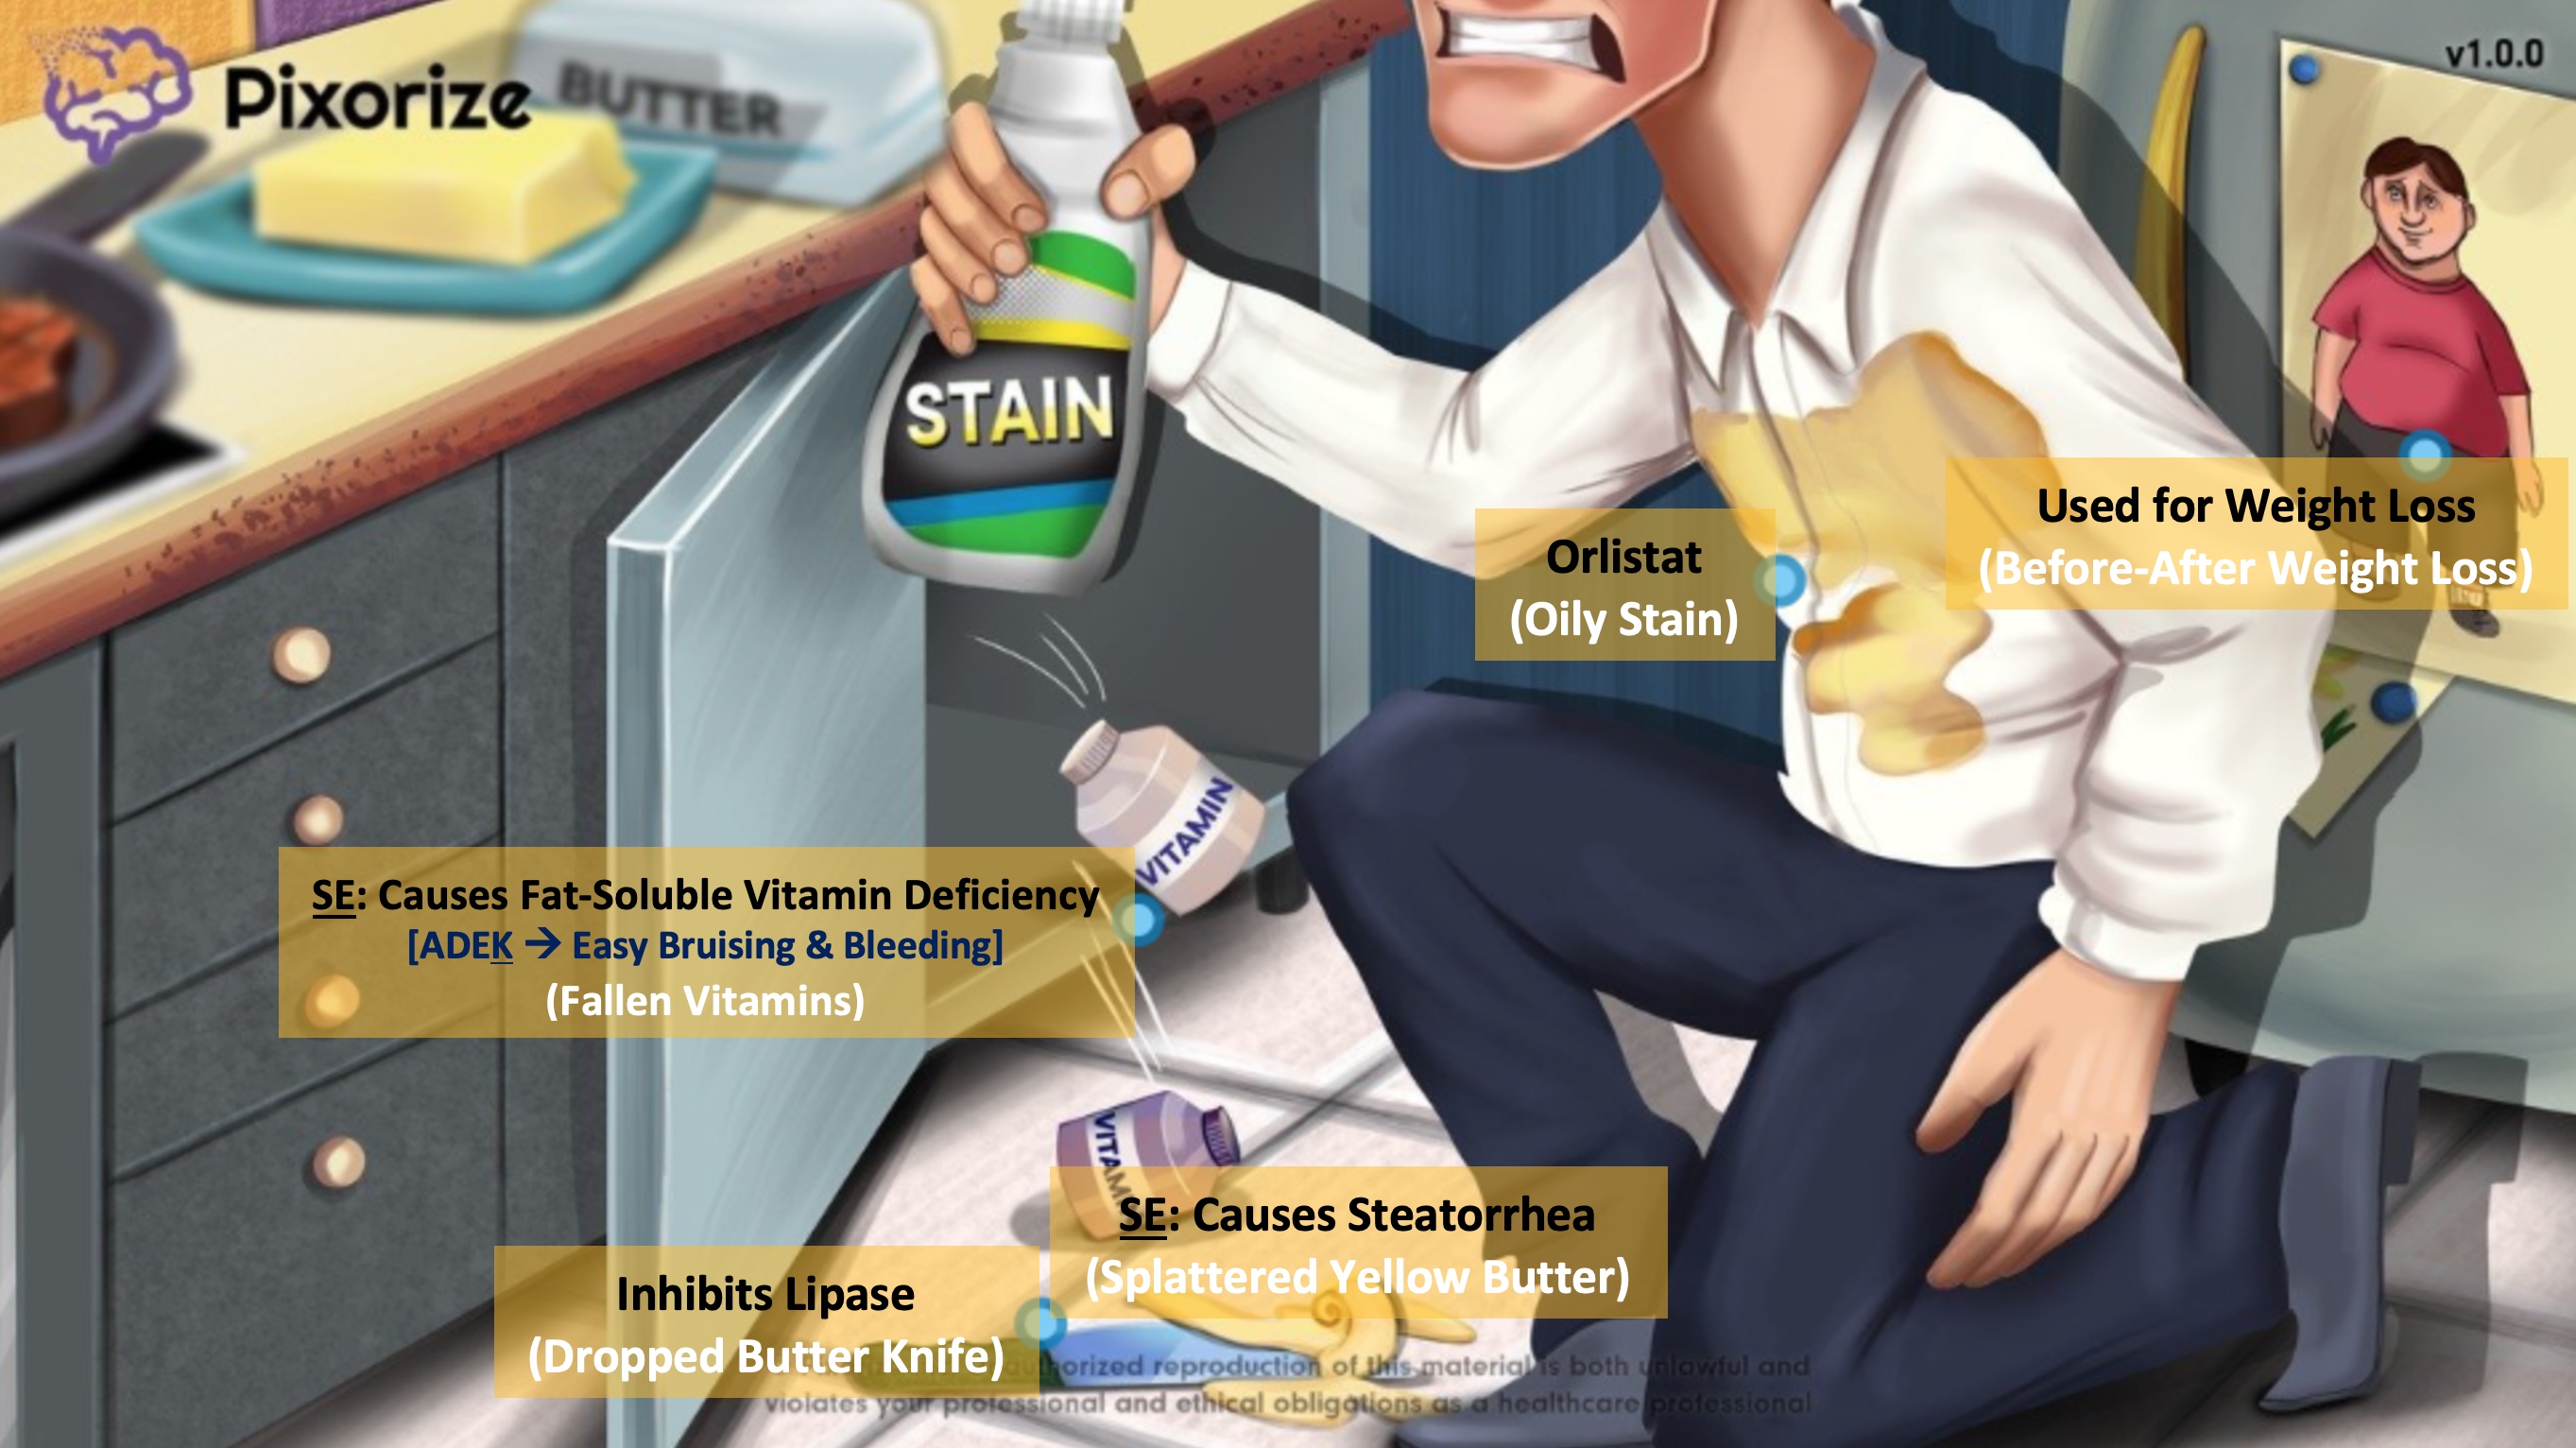 Pixorize
BUTTER
v1.0.0
STAIN
Used for Weight Loss
(Before-After Weight Loss)
Orlistat
(Oily Stain)
VITAMIN
SE: Causes Fat-Soluble Vitamin Deficiency
[ADEK → Easy Bruising & Bleeding]
(Fallen Vitamins)
VITAMIN
SE: Causes Steatorrhea
(Splattered Yellow Butter)
Inhibits Lipase
(Dropped Butter Knife)
reproduction of this material is both unlawful and
violates your professional and ethical obligations as a healthcare professional